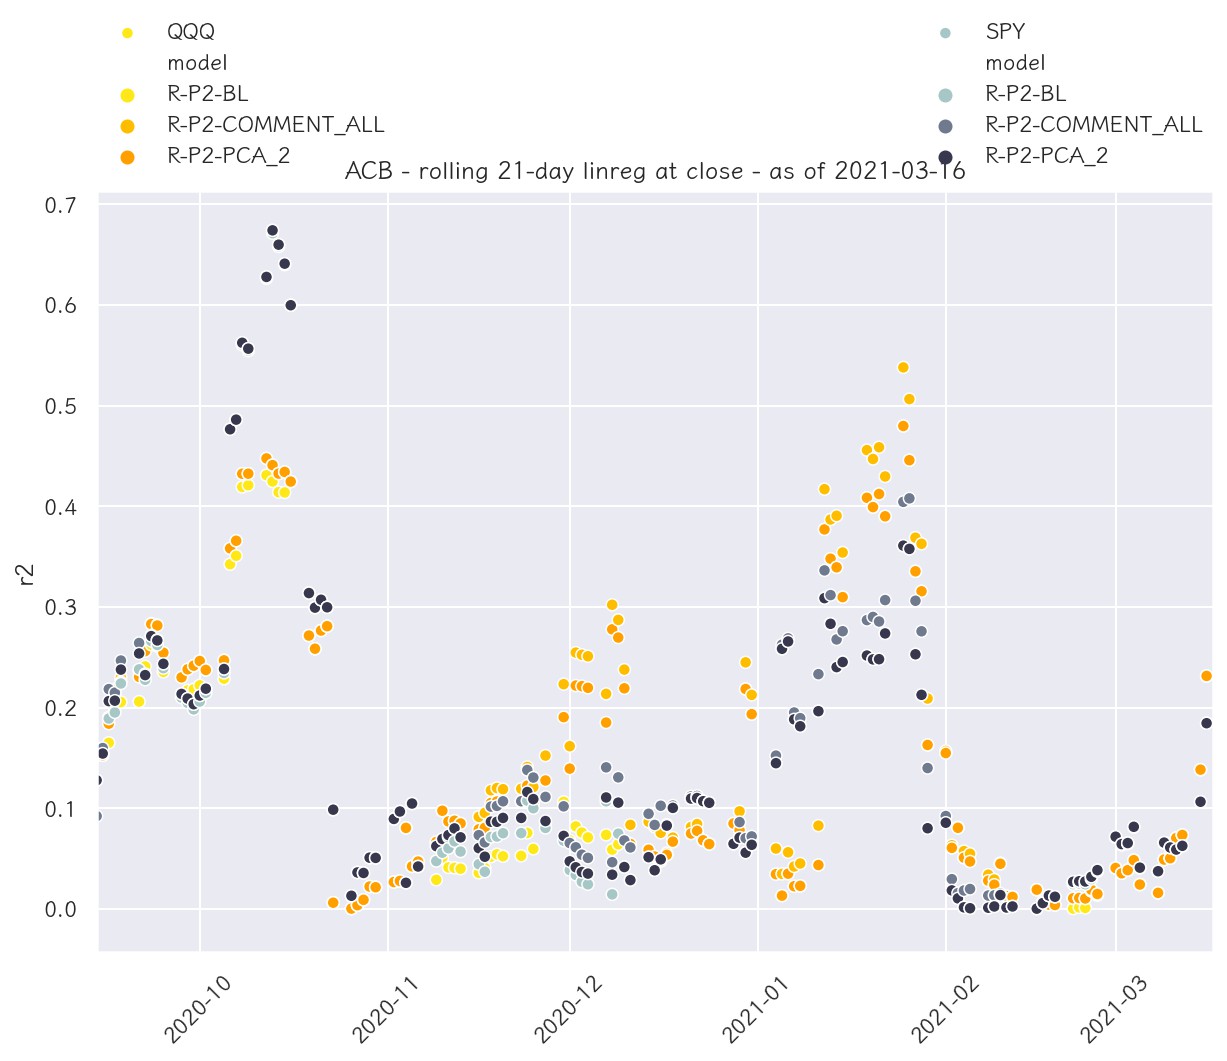 QQQ
model
R-P2-BL
R-P2-COMMENT_ALL
R-P2-PCA_2
SPY
model
R-P2-BL
R-P2-COMMENT_ALL
R-P2-PCA_2
ACB - rolling 21-day linreg at close - as of 2021-03-16
0.7
0.6
0.5
0.4
0.3
0.2
0.1
0.0
r2
2020-10
2020-11
2020-12
2021-01
2021-02
2021-03